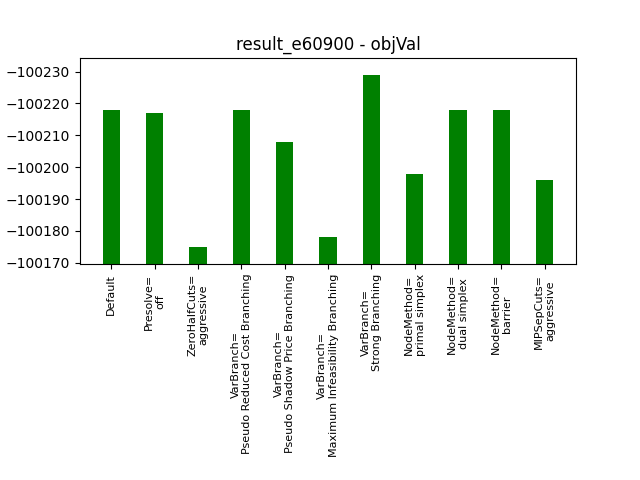 result_e60900 - objVal
−100230
−100220
−100210
−100200
−100190
−100180
−100170
Default
Presolve=
off
ZeroHalfCuts=
aggressive
VarBranch=
Pseudo Reduced Cost Branching
VarBranch=
Pseudo Shadow Price Branching
VarBranch=
Maximum Infeasibility Branching
VarBranch=
Strong Branching
NodeMethod=
primal simplex
NodeMethod=
dual simplex
NodeMethod=
barrier
MIPSepCuts=
aggressive